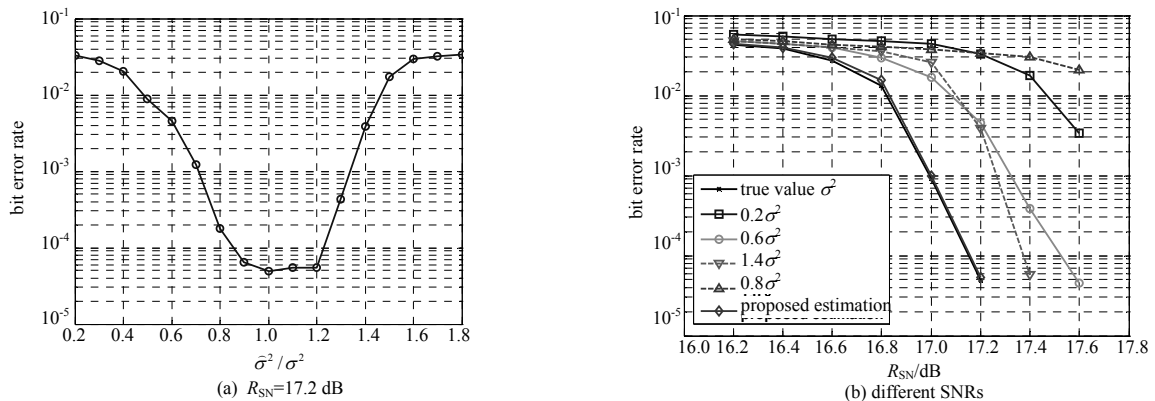 10⁻¹
10⁻²
10⁻³
10⁻⁴
10⁻⁵
bit error rate
0.2 0.4 0.6 0.8 1.0 1.2 1.4 1.6 1.8
σ̂²/σ²
(a) R_SN=17.2 dB
10⁻¹
10⁻²
10⁻³
10⁻⁴
10⁻⁵
bit error rate
true value σ²
0.2σ²
0.6σ²
1.4σ²
0.8σ²
proposed estimation
16.0 16.2 16.4 16.6 16.8 17.0 17.2 17.4 17.6 17.8
R_SN/dB
(b) different SNRs